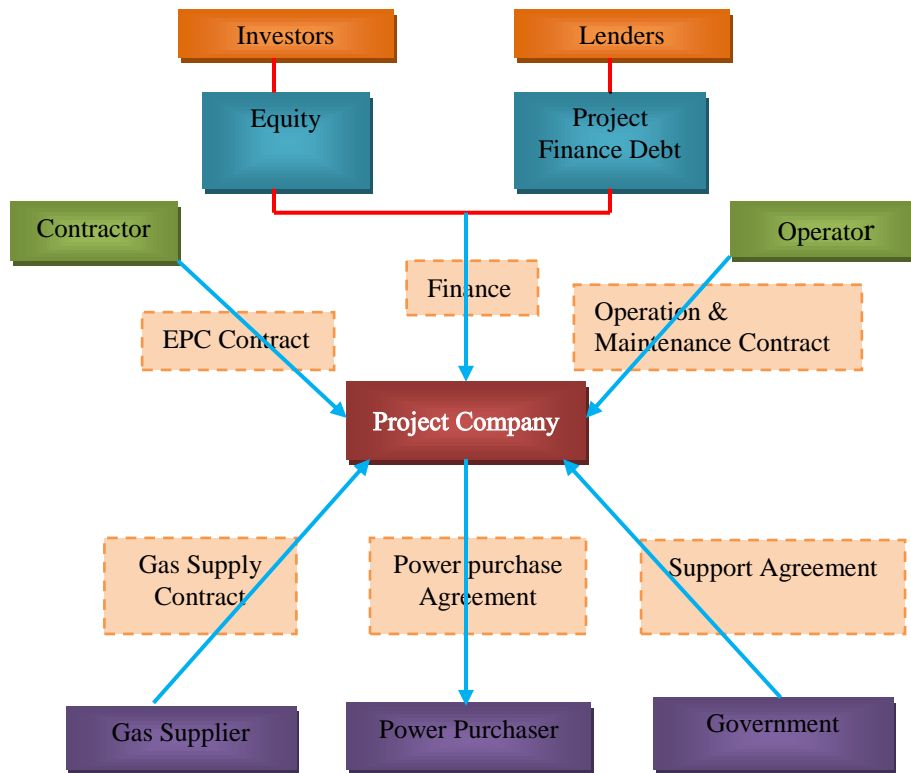 Investors
Lenders
Equity
Project
Finance Debt
Contractor
Operator
Finance
EPC Contract
Operation &
Maintenance Contract
Project Company
Gas Supply
Contract
Power purchase
Agreement
Support Agreement
Gas Supplier
Power Purchaser
Government